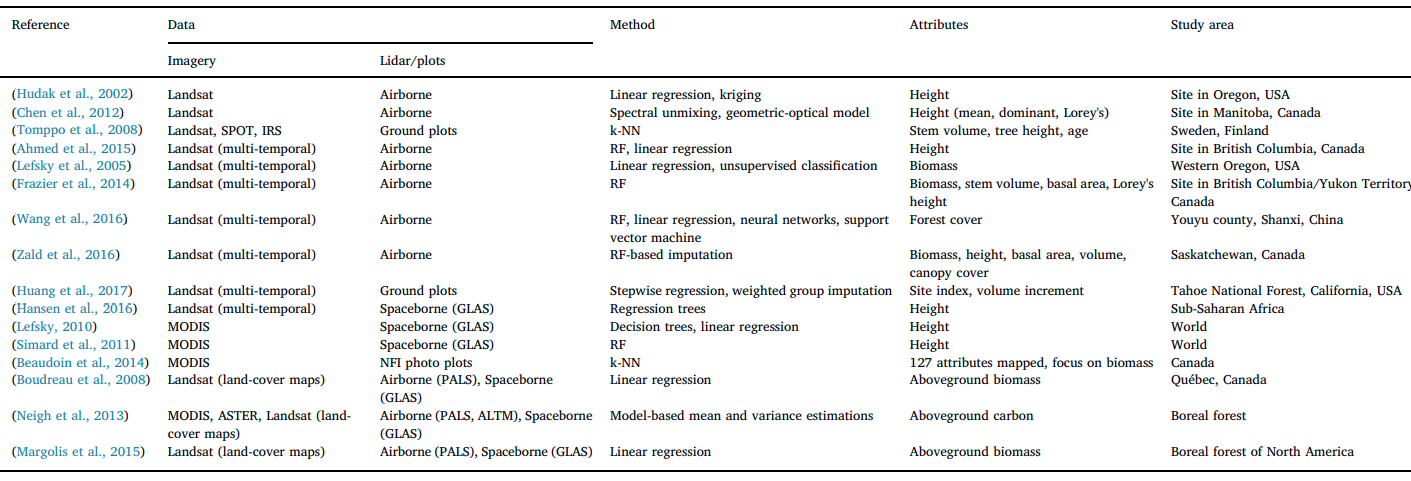 Reference Data Method Attributes Study area
Imagery Lidar/plots
(Hudak et al., 2002) Landsat Airborne Linear regression, kriging Height Site in Oregon, USA
(Chen et al., 2012) Landsat Airborne Spectral unmixing, geometric-optical model Height (mean, dominant, Lorey's) Site in Manitoba, Canada
(Tomppo et al., 2008) Landsat, SPOT, IRS Ground plots k-NN Stem volume, tree height, age Sweden, Finland
(Ahmed et al., 2015) Landsat (multi-temporal) Airborne RF, linear regression Height Site in British Columbia, Canada
(Lefsky et al., 2005) Landsat (multi-temporal) Airborne Linear regression, unsupervised classification Biomass Western Oregon, USA
(Frazier et al., 2014) Landsat (multi-temporal) Airborne RF Biomass, stem volume, basal area, Lorey's Site in British Columbia/Yukon Territory
height Canada
(Wang et al., 2016) Landsat (multi-temporal) Airborne RF, linear regression, neural networks, support Forest cover Youyu county, Shanxi, China
vector machine
(Zald et al., 2016) Landsat (multi-temporal) Airborne RF-based imputation Biomass, height, basal area, volume, Saskatchewan, Canada
canopy cover
(Huang et al., 2017) Landsat (multi-temporal) Ground plots Stepwise regression, weighted group imputation Site index, volume increment Tahoe National Forest, California, USA
(Hansen et al., 2016) Landsat (multi-temporal) Spaceborne (GLAS) Regression trees Height Sub-Saharan Africa
(Lefsky, 2010) MODIS Spaceborne (GLAS) Decision trees, linear regression Height World
(Simard et al., 2011) MODIS Spaceborne (GLAS) RF Height World
(Beaudoin et al., 2014) MODIS NFI photo plots k-NN 127 attributes mapped, focus on biomass Canada
(Boudreau et al., 2008) Landsat (land-cover maps) Airborne (PALS), Spaceborne Linear regression Aboveground biomass Québec, Canada
(GLAS)
(Neigh et al., 2013) MODIS, ASTER, Landsat (land- Airborne (PALS, ALTM), Spaceborne Model-based mean and variance estimations Aboveground carbon Boreal forest
cover maps) (GLAS)
(Margolis et al., 2015) Landsat (land-cover maps) Airborne (PALS), Spaceborne (GLAS) Linear regression Aboveground biomass Boreal forest of North America